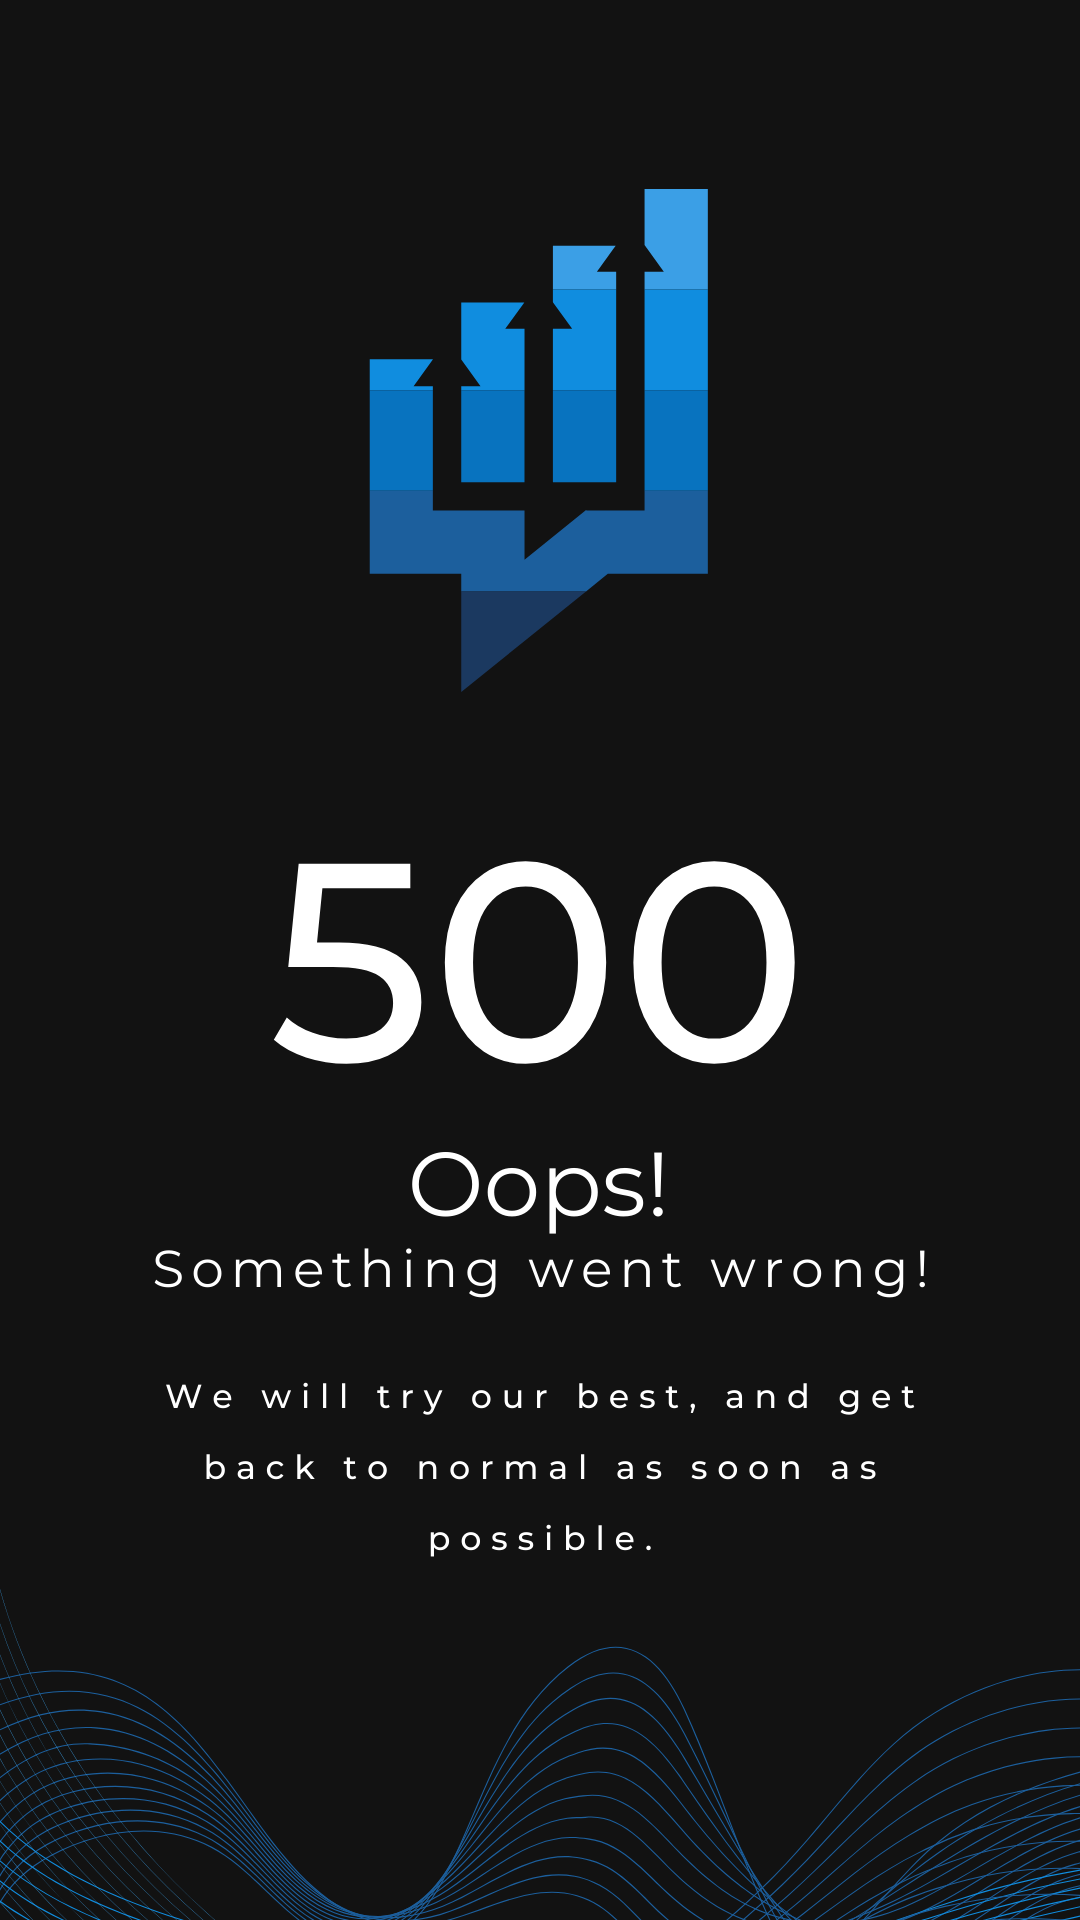 500
Oops!
Something went wrong!
We will try our best, and get
back to normal as soon as
possible.